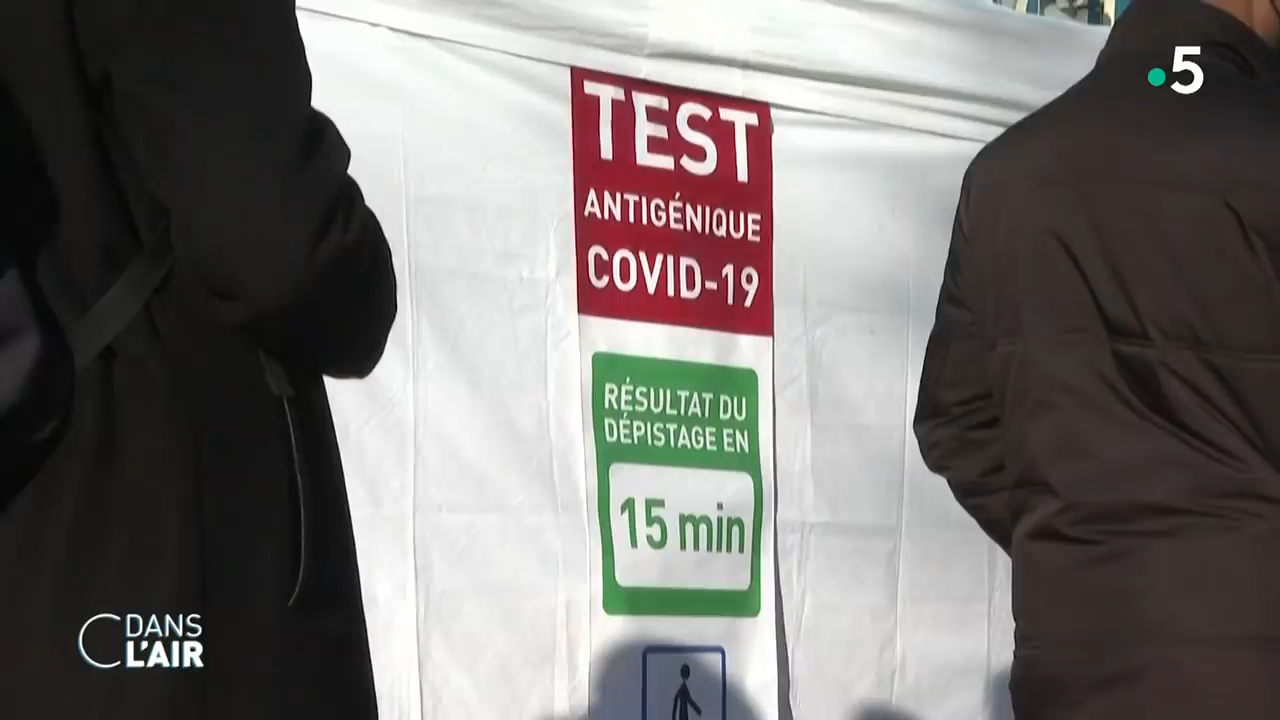 5
TEST
ANTIGÉNIQUE
COVID-19
RÉSULTAT DU
DÉPISTAGE EN
15 min
C DANS
L'AIR